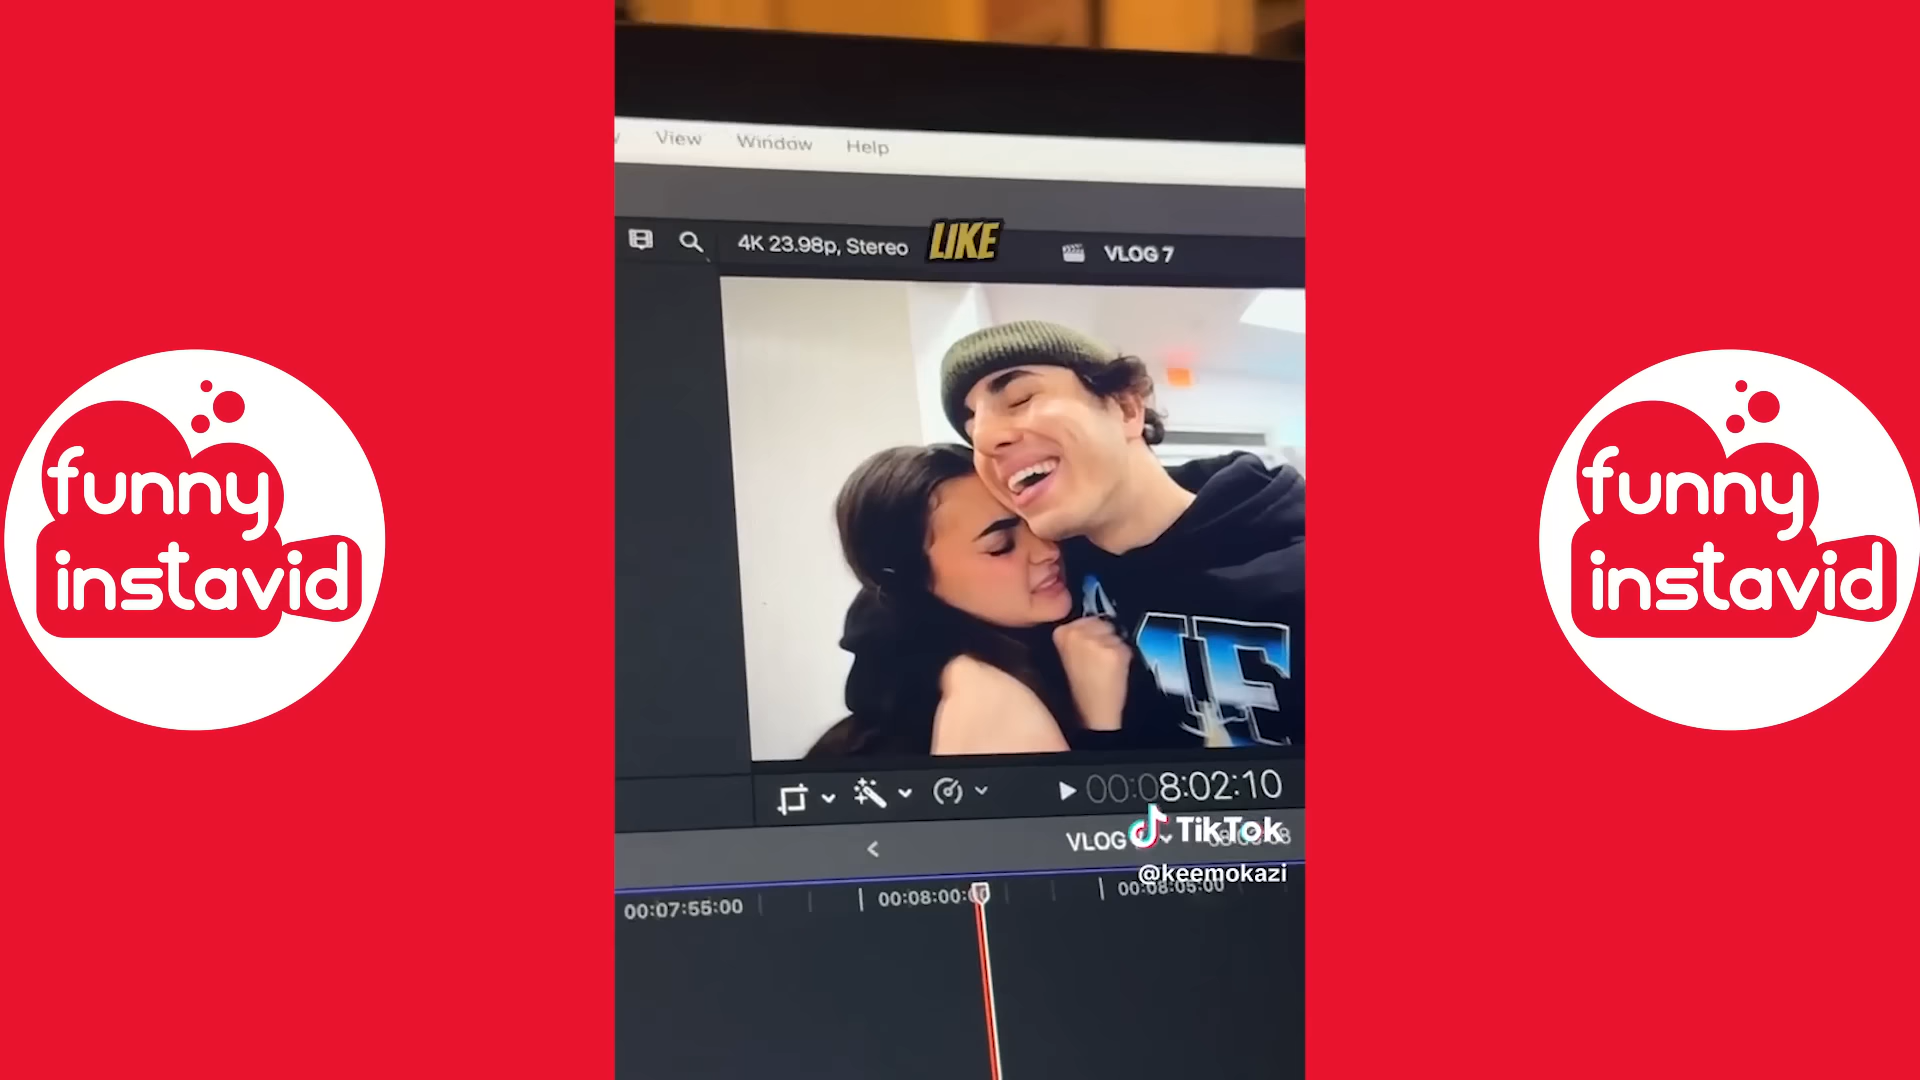 View Window Help
4K 23.98p, Stereo
LIKE
VLOG 7
funny
instavid
funny
instavid
ME
00:08:02:10
VLOG
TikTok
@keemokazi
00:07:55:00
00:08:00:00
00:08:05:00